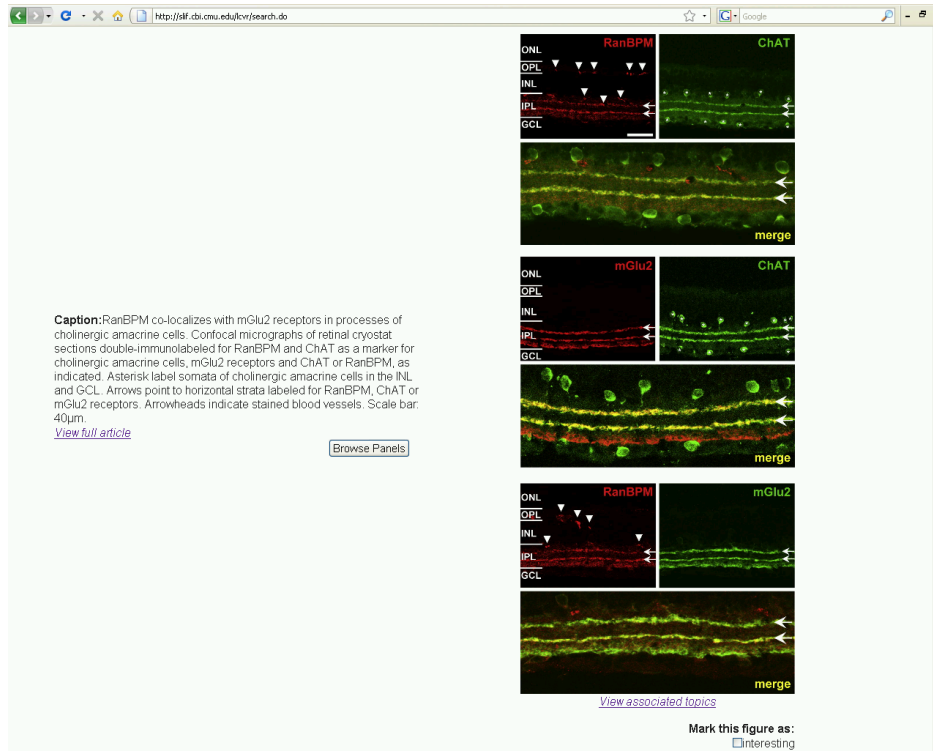 http://slif.cbi.cmu.edu/lcvr/search.do
Google
RanBPM
ChAT
ONL
OPL
INL
IPL
GCL
merge
mGlu2
ChAT
ONL
OPL
INL
IPL
GCL
merge
Caption:RanBPM co-localizes with mGlu2 receptors in processes of
cholinergic amacrine cells. Confocal micrographs of retinal cryostat
sections double-immunolabeled for RanBPM and ChAT as a marker for
cholinergic amacrine cells, mGlu2 receptors and ChAT or RanBPM, as
indicated. Asterisk label somata of cholinergic amacrine cells in the INL
and GCL. Arrows point to horizontal strata labeled for RanBPM, ChAT or
mGlu2 receptors. Arrowheads indicate stained blood vessels. Scale bar:
40µm.
View full article
Browse Panels
RanBPM
mGlu2
ONL
OPL
INL
IPL
GCL
merge
View associated topics
Mark this figure as:
interesting